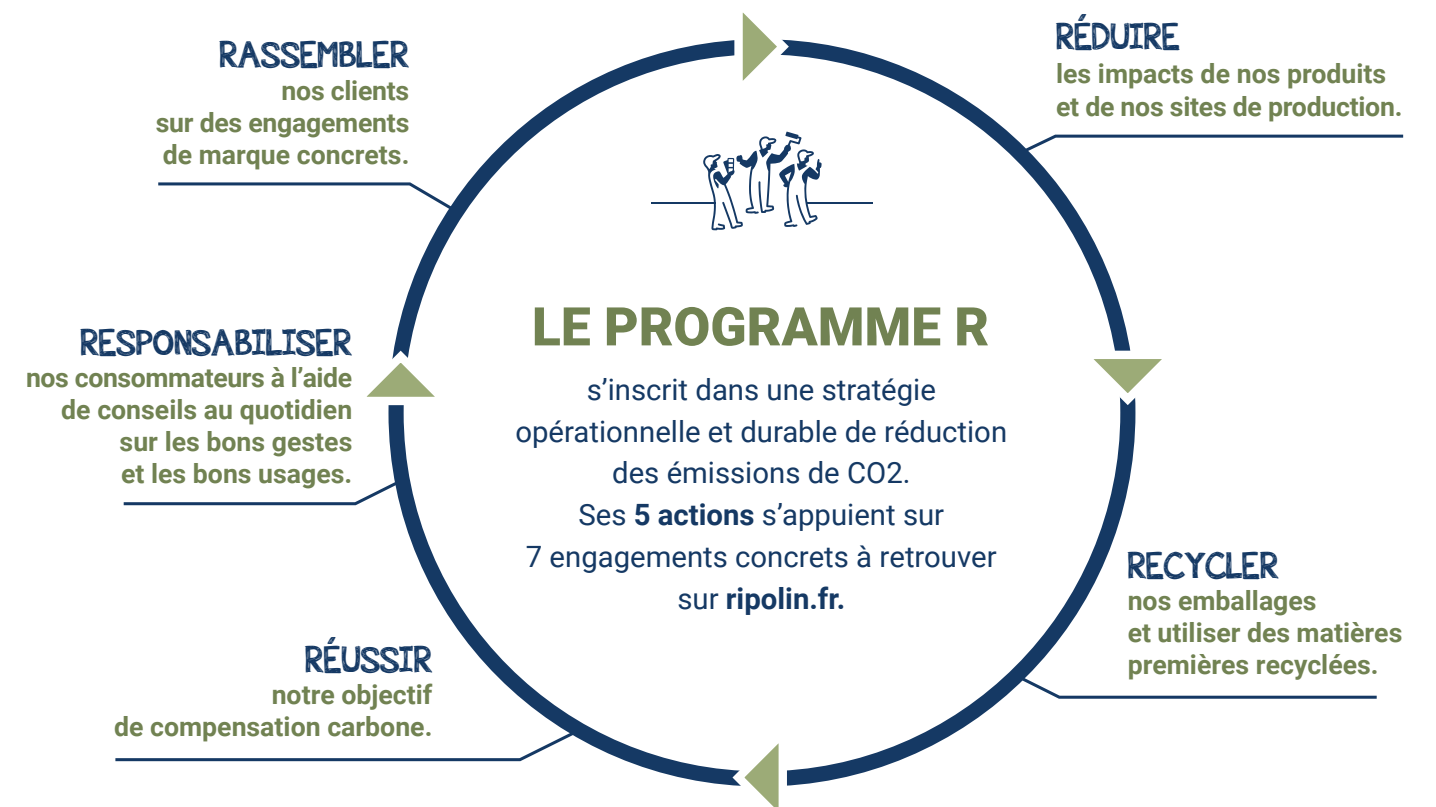 RASSEMBLER
nos clients
sur des engagements
de marque concrets.
RÉDUIRE
les impacts de nos produits
et de nos sites de production.
LE PROGRAMME R
s’inscrit dans une stratégie
opérationnelle et durable de réduction
des émissions de CO2.
Ses 5 actions s’appuient sur
7 engagements concrets à retrouver
sur ripolin.fr.
RESPONSABILISER
nos consommateurs à l’aide
de conseils au quotidien
sur les bons gestes
et les bons usages.
RECYCLER
nos emballages
et utiliser des matières
premières recyclées.
RÉUSSIR
notre objectif
de compensation carbone.